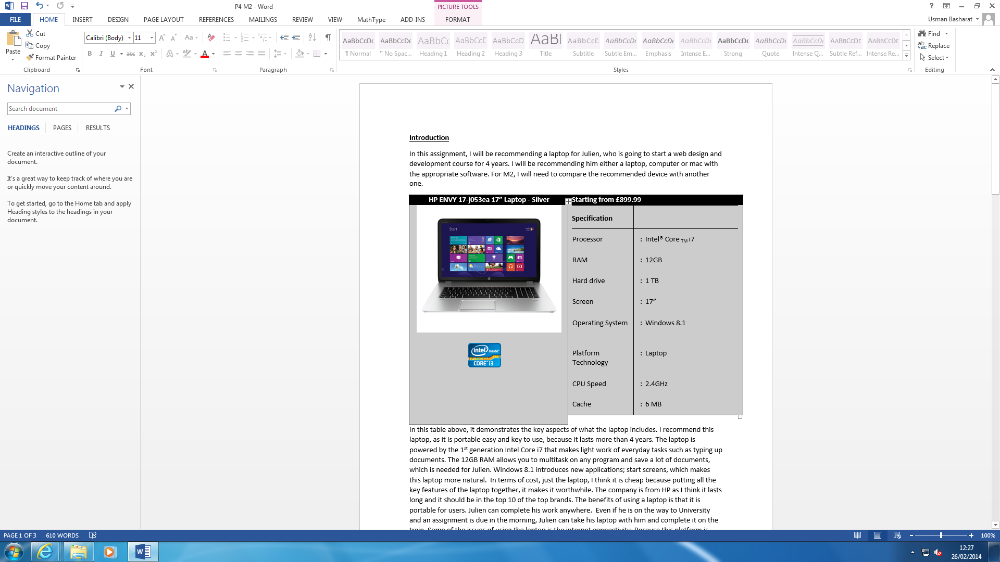 P4 M2 - Word
PICTURE TOOLS
?
FILE
HOME
INSERT
DESIGN
PAGE LAYOUT
REFERENCES
MAILINGS
REVIEW
VIEW
MathType
ADD-INS
FORMAT
Usman Basharat
Paste
Cut
Copy
Format Painter
Clipboard
Calibri (Body)
11
Font
Paragraph
AaBbCcDc
¶ Normal
AaBbCcDc
¶ No Spac...
AaBbCc
Heading 1
AaBbCcD
Heading 2
AaBbCcD
Heading 3
AaBl
Title
AaBbCcD
Subtitle
AaBbCcDc
Subtle Em...
AaBbCcDc
Emphasis
AaBbCcDc
Intense E...
AaBbCcDc
Strong
AaBbCcDc
Quote
AaBbCcDc
Intense Q...
AABBCCDC
Subtle Ref...
AABBCCDC
Intense Re...
Styles
Find
Replace
Select
Editing
Navigation
Search document
HEADINGS
PAGES
RESULTS
Create an interactive outline of your
document.
It's a great way to keep track of where you are
or quickly move your content around.
To get started, go to the Home tab and apply
Heading styles to the headings in your
document.
Introduction
In this assignment, I will be recommending a laptop for Julien, who is going to start a web design and
development course for 4 years. I will be recommending him either a laptop, computer or mac with
the appropriate software. For M2, I will need to compare the recommended device with another
one.
HP ENVY 17-j053ea 17” Laptop - Silver
Starting from £899.99
Start
intel inside
CORE i3
Specification
Processor : Intel® Core TM i7
RAM : 12GB
Hard drive : 1 TB
Screen : 17”
Operating System : Windows 8.1
Platform : Laptop
Technology
CPU Speed : 2.4GHz
Cache : 6 MB
In this table above, it demonstrates the key aspects of what the laptop includes. I recommend this
laptop, as it is portable easy and key to use, because it lasts more than 4 years. The laptop is
powered by the 1st generation Intel Core i7 that makes light work of everyday tasks such as typing up
documents. The 12GB RAM allows you to multitask on any program and save a lot of documents,
which is needed for Julien. Windows 8.1 introduces new applications; start screens, which makes
this laptop more natural.  In terms of cost, just the laptop, I think it is cheap because putting all the
key features of the laptop together, it makes it worthwhile. The company is from HP as I think it lasts
long and it should be in the top 10 of the top brands. The benefits of using a laptop is that it is
portable for users. Julien can complete his work anywhere.  Even if he is on the way to University
and an assignment is due in the morning, Julien can take his laptop with him and complete it on the
train. Some of the issues of using the laptop is the internet connectivity. Because this platform is
PAGE 1 OF 3
610 WORDS
100%
12:27
26/02/2014